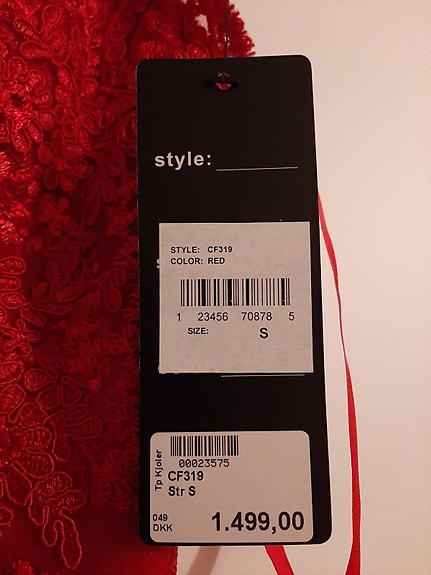 style:
STYLE: CF319
COLOR: RED
1 23456 70878 5
SIZE: S
Tp Kjoler
00023575
CF319
Str S
049
DKK 1.499,00